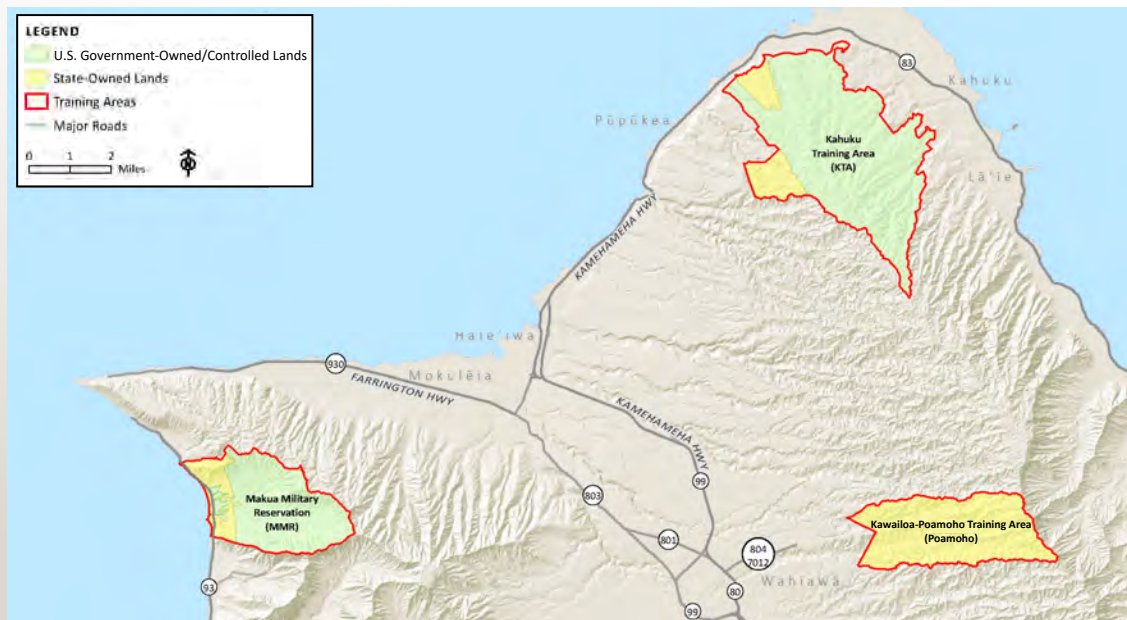 LEGEND
U.S. Government-Owned/Controlled Lands
State-Owned Lands
Training Areas
Major Roads
0 1 2
Miles
N
83
Kahuku
Pūpūkea
Kahuku
Training Area
(KTA)
Lā'ie
KAMEHAMEHA HWY
Hale'iwa
930
Mokulēia
FARRINGTON HWY
KAMEHAMEHA HWY
99
Makua Military
Reservation
(MMR)
803
Kawailoa-Poamoho Training Area
(Poamoho)
801
804
7012
Wahiawā
93
80
99